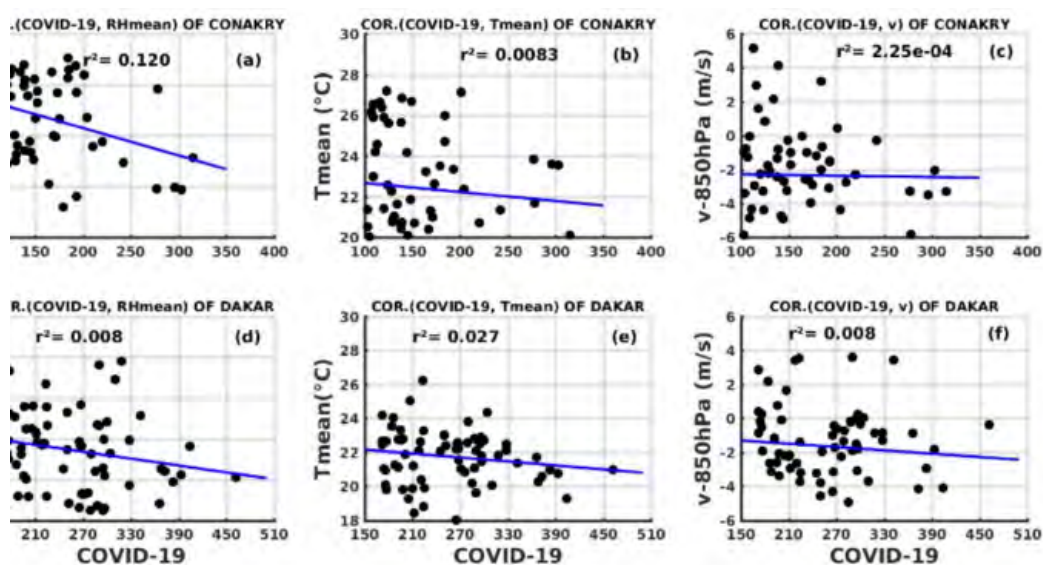 .(COVID-19, RHmean) OF CONAKRY
COR.(COVID-19, Tmean) OF CONAKRY
COR.(COVID-19, v) OF CONAKRY
r²= 0.120
(a)
r²= 0.0083
(b)
r²= 2.25e-04
(c)
Tmean (°C)
30
28
26
24
22
20
v-850hPa (m/s)
6
4
2
-0
-2
-4
-6
150 200 250 300 350 400
100 150 200 250 300 350 400
100 150 200 250 300 350 400
R.(COVID-19, RHmean) OF DAKAR
COR.(COVID-19, Tmean) OF DAKAR
COR.(COVID-19, v) OF DAKAR
r²= 0.008
(d)
r²= 0.027
(e)
r²= 0.008
(f)
Tmean(°C)
30
28
26
24
22
20
18
v-850hPa (m/s)
6
4
2
-0
-2
-4
-6
210 270 330 390 450 510
150 210 270 330 390 450 510
150 210 270 330 390 450 510
COVID-19
COVID-19
COVID-19